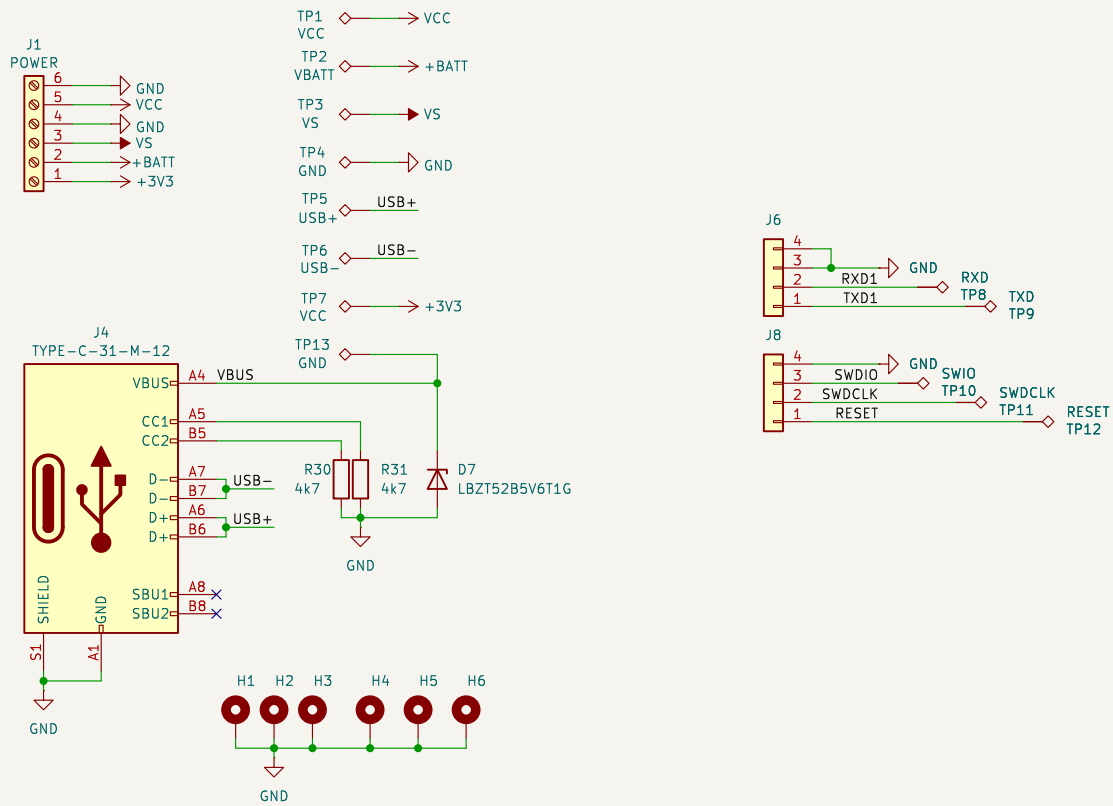 J1
POWER
6
GND
5
VCC
4
GND
3
VS
2
+BATT
1
+3V3
TP1
VCC
VCC
TP2
VBATT
+BATT
TP3
VS
VS
TP4
GND
GND
TP5
USB+
USB+
TP6
USB-
USB-
TP7
VCC
+3V3
TP13
GND
J4
TYPE-C-31-M-12
VBUS
A4
VBUS
CC1
A5
CC2
B5
D-
A7
USB-
D-
B7
D+
A6
USB+
D+
B6
SBU1
A8
SBU2
B8
SHIELD
GND
S1
A1
GND
R30
4k7
R31
4k7
D7
LBZT52B5V6T1G
GND
H1
H2
H3
H4
H5
H6
GND
J6
4
3
GND
2
RXD1
RXD
TP8
1
TXD1
TXD
TP9
J8
4
GND
3
SWDIO
SWIO
TP10
2
SWDCLK
SWDCLK
TP11
1
RESET
RESET
TP12